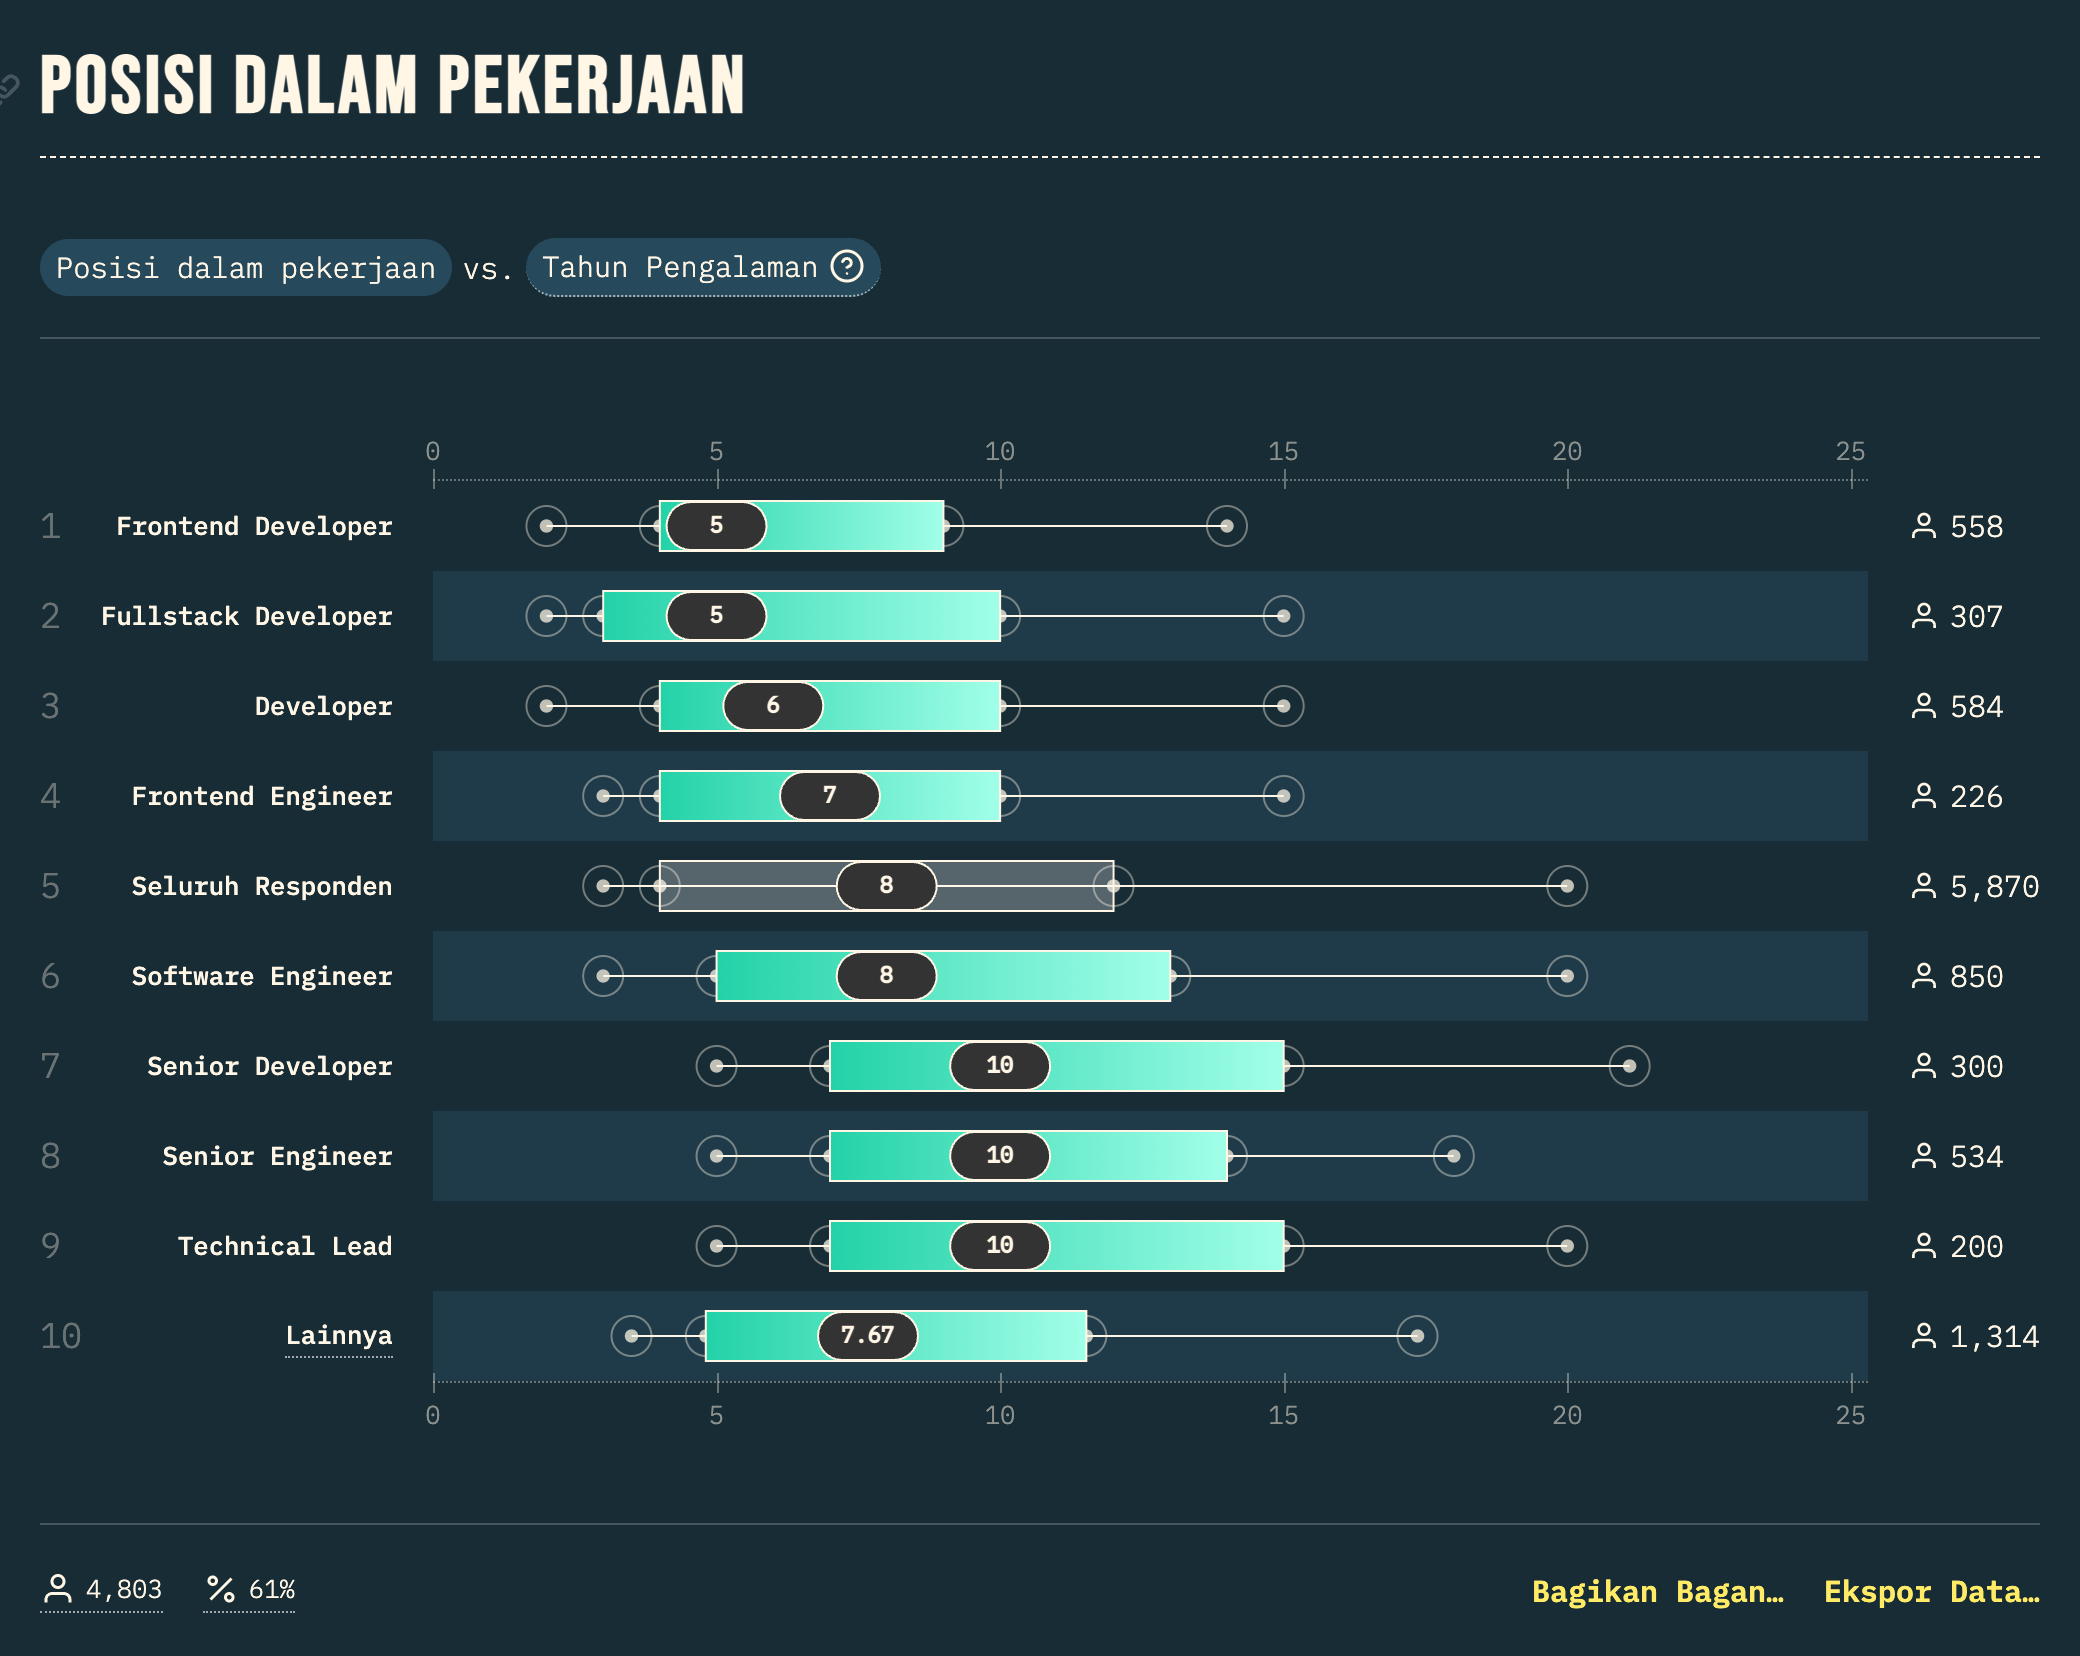 POSISI DALAM PEKERJAAN
Posisi dalam pekerjaan vs. Tahun Pengalaman ?
0 5 10 15 20 25
1 Frontend Developer 5 558
2 Fullstack Developer 5 307
3 Developer 6 584
4 Frontend Engineer 7 226
5 Seluruh Responden 8 5,870
6 Software Engineer 8 850
7 Senior Developer 10 300
8 Senior Engineer 10 534
9 Technical Lead 10 200
10 Lainnya 7.67 1,314
0 5 10 15 20 25
4,803 % 61% Bagikan Bagan… Ekspor Data…